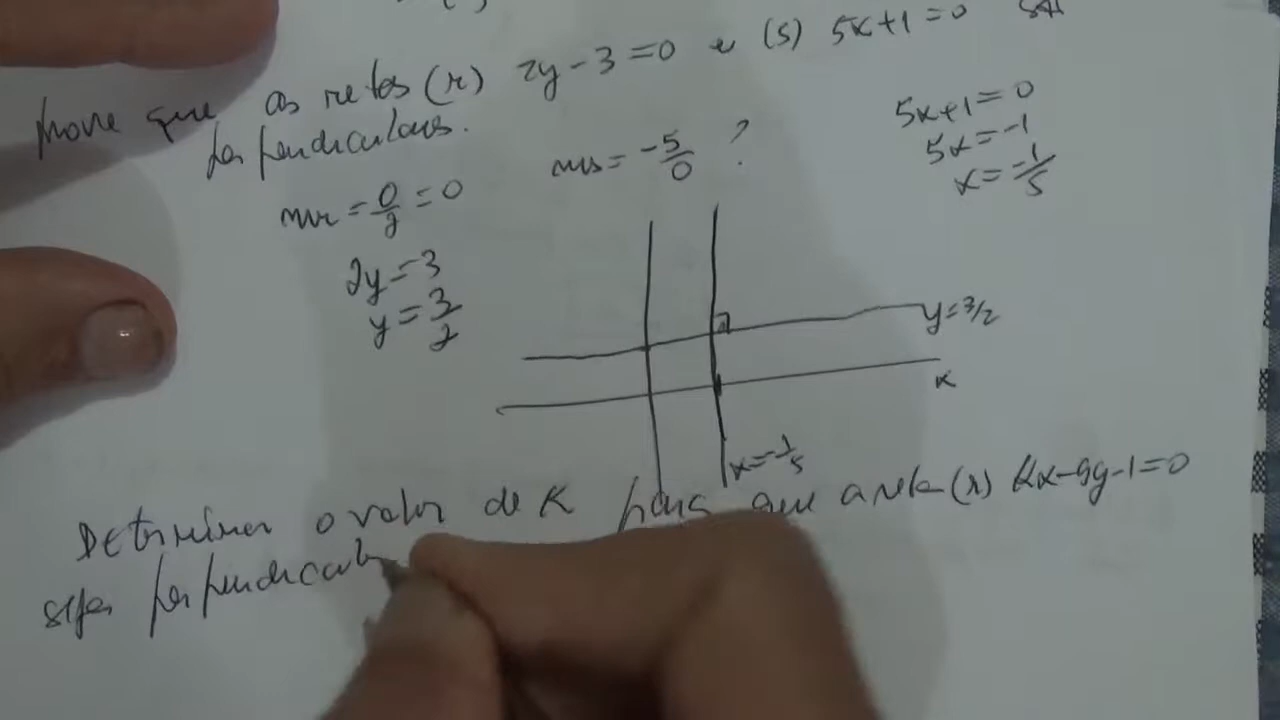 prove que as retas (r) 2y-3=0 e (s) 5x+1=0 são
perpendiculares.
mr = 0/2 = 0
ms = -5/0 ?
5x+1=0
5x=-1
x=-1/5
2y=3
y=3/2
y=3/2
x
x=-1/5
Determinar o valor de K para que a reta (r) Kx-9y-1=0
seja perpendicula